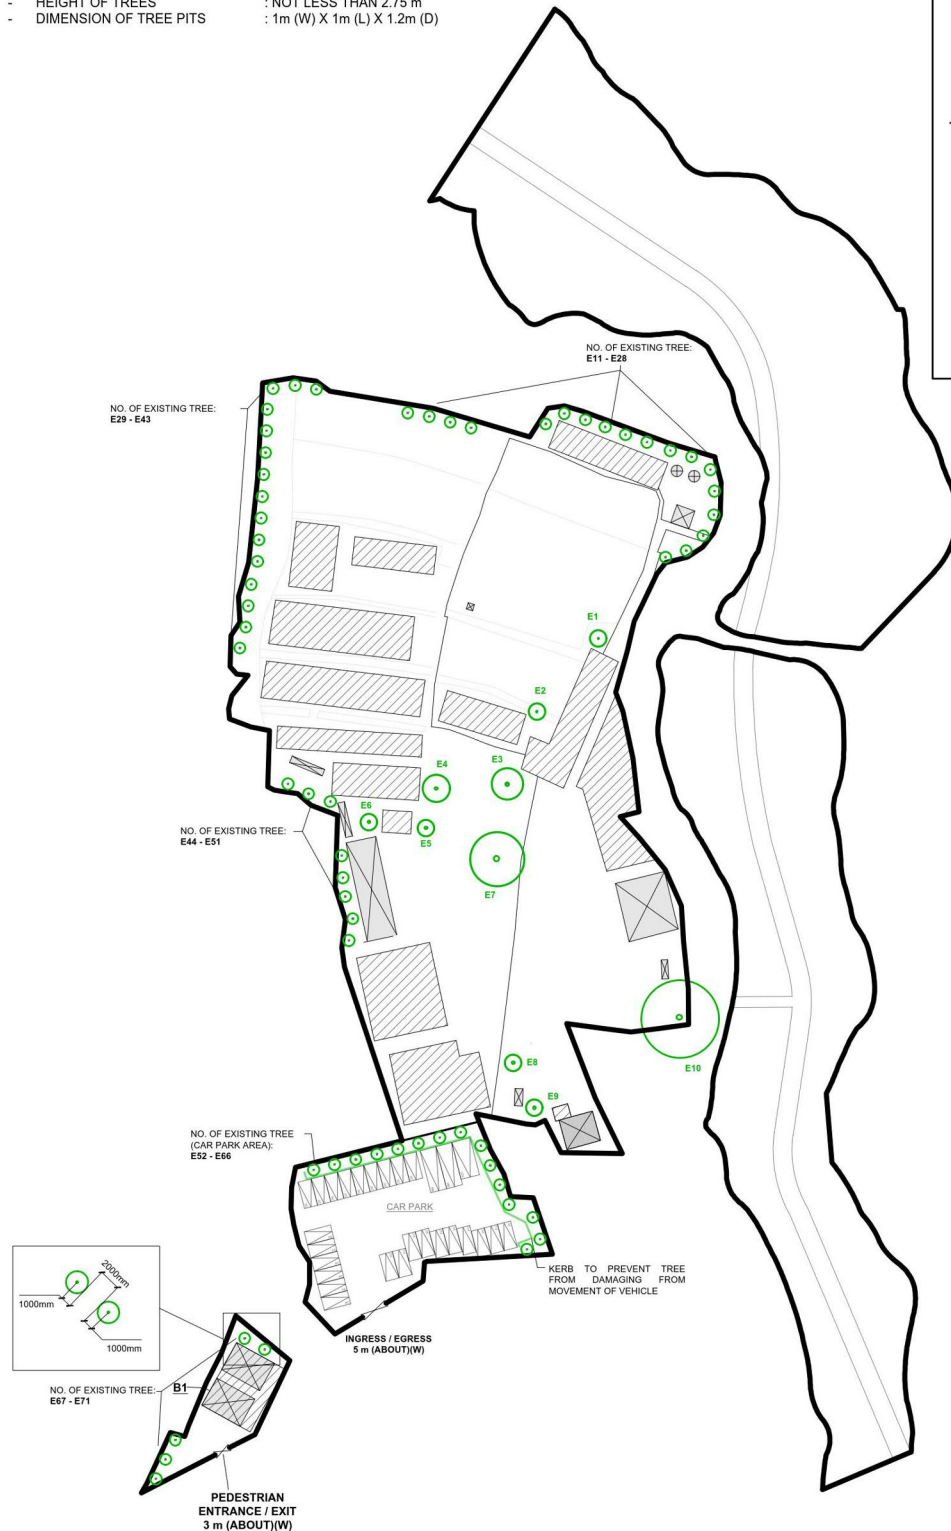 - HEIGHT OF TREES : NOT LESS THAN 2.75 m
- DIMENSION OF TREE PITS : 1m (W) X 1m (L) X 1.2m (D)
NO. OF EXISTING TREE:
E11 - E28
NO. OF EXISTING TREE:
E29 - E43
E1
E2
E3
E4
E6
E5
NO. OF EXISTING TREE:
E44 - E51
E7
E8
E10
E9
NO. OF EXISTING TREE
(CAR PARK AREA):
E52 - E66
CAR PARK
KERB TO PREVENT TREE
FROM DAMAGING FROM
MOVEMENT OF VEHICLE
2000mm
1000mm
1000mm
INGRESS / EGRESS
5 m (ABOUT)(W)
NO. OF EXISTING TREE:
E67 - E71
B1
PEDESTRIAN
ENTRANCE / EXIT
3 m (ABOUT)(W)